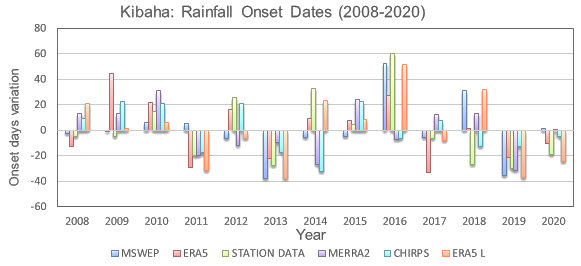 Kibaha: Rainfall Onset Dates (2008-2020)
80
60
40
20
0
-20
-40
-60
Onset days variation
2008 2009 2010 2011 2012 2013 2014 2015 2016 2017 2018 2019 2020
Year
MSWEP ERA5 STATION DATA MERRA2 CHIRPS ERA5 L